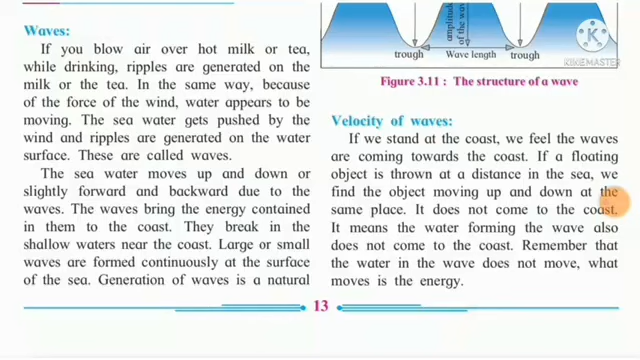 Waves:
If you blow air over hot milk or tea,
while drinking, ripples are generated on the
milk or the tea. In the same way, because
of the force of the wind, water appears to be
moving. The sea water gets pushed by the
wind and ripples are generated on the water
surface. These are called waves.
The sea water moves up and down or
slightly forward and backward due to the
waves. The waves bring the energy contained
in them to the coast. They break in the
shallow waters near the coast. Large or small
waves are formed continuously at the surface
of the sea. Generation of waves is a natural
amplitude
of the wave
trough
Wave length
trough
K
KINEMASTER
Figure 3.11 : The structure of a wave
Velocity of waves:
If we stand at the coast, we feel the waves
are coming towards the coast. If a floating
object is thrown at a distance in the sea, we
find the object moving up and down at the
same place. It does not come to the coast.
It means the water forming the wave also
does not come to the coast. Remember that
the water in the wave does not move, what
moves is the energy.
13